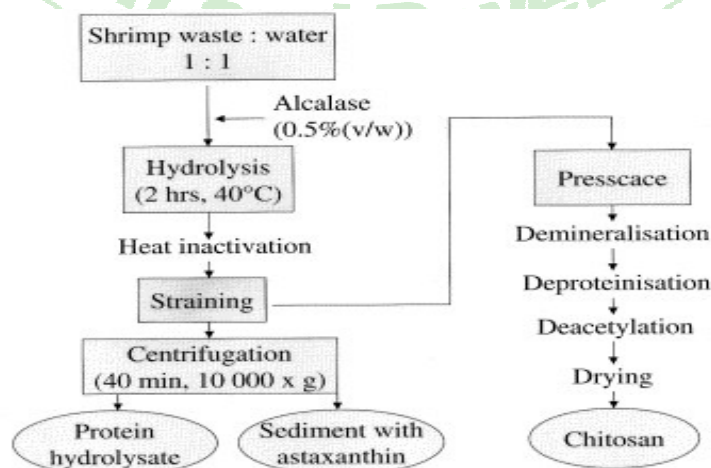 Shrimp waste : water
1 : 1
Alcalase
(0.5%(v/w))
Hydrolysis
(2 hrs, 40°C)
Heat inactivation
Straining
Centrifugation
(40 min, 10 000 x g)
Protein
hydrolysate
Sediment with
astaxanthin
Presscace
Demineralisation
Deproteinisation
Deacetylation
Drying
Chitosan